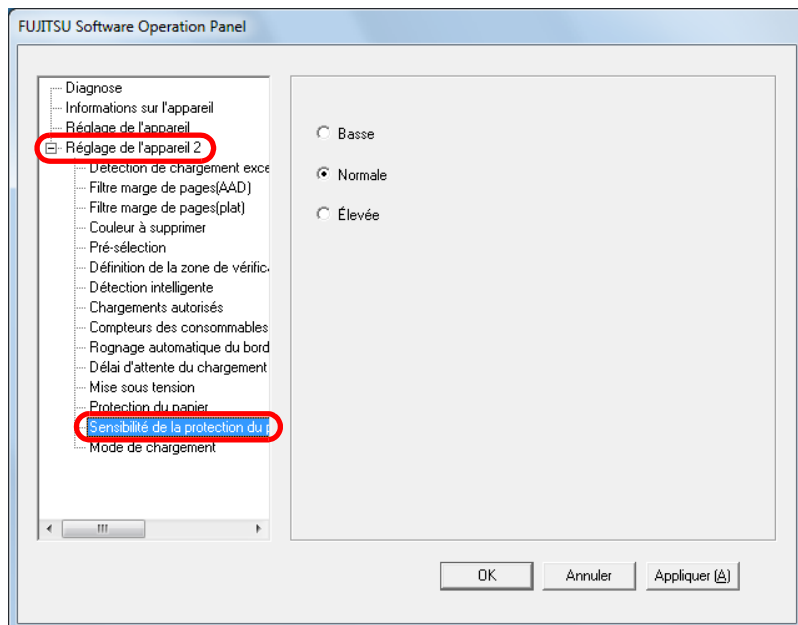 FUJITSU Software Operation Panel
Diagnose
Informations sur l'appareil
Réglage de l'appareil
Réglage de l'appareil 2
Détection de chargement exce
Filtre marge de pages(AAD)
Filtre marge de pages(plat)
Couleur à supprimer
Pré-sélection
Définition de la zone de vérific
Détection intelligente
Chargements autorisés
Compteurs des consommables
Rognage automatique du bord
Délai d'attente du chargement
Mise sous tension
Protection du papier
Sensibilité de la protection du p
Mode de chargement
Basse
Normale
Élevée
OK
Annuler
Appliquer (A)